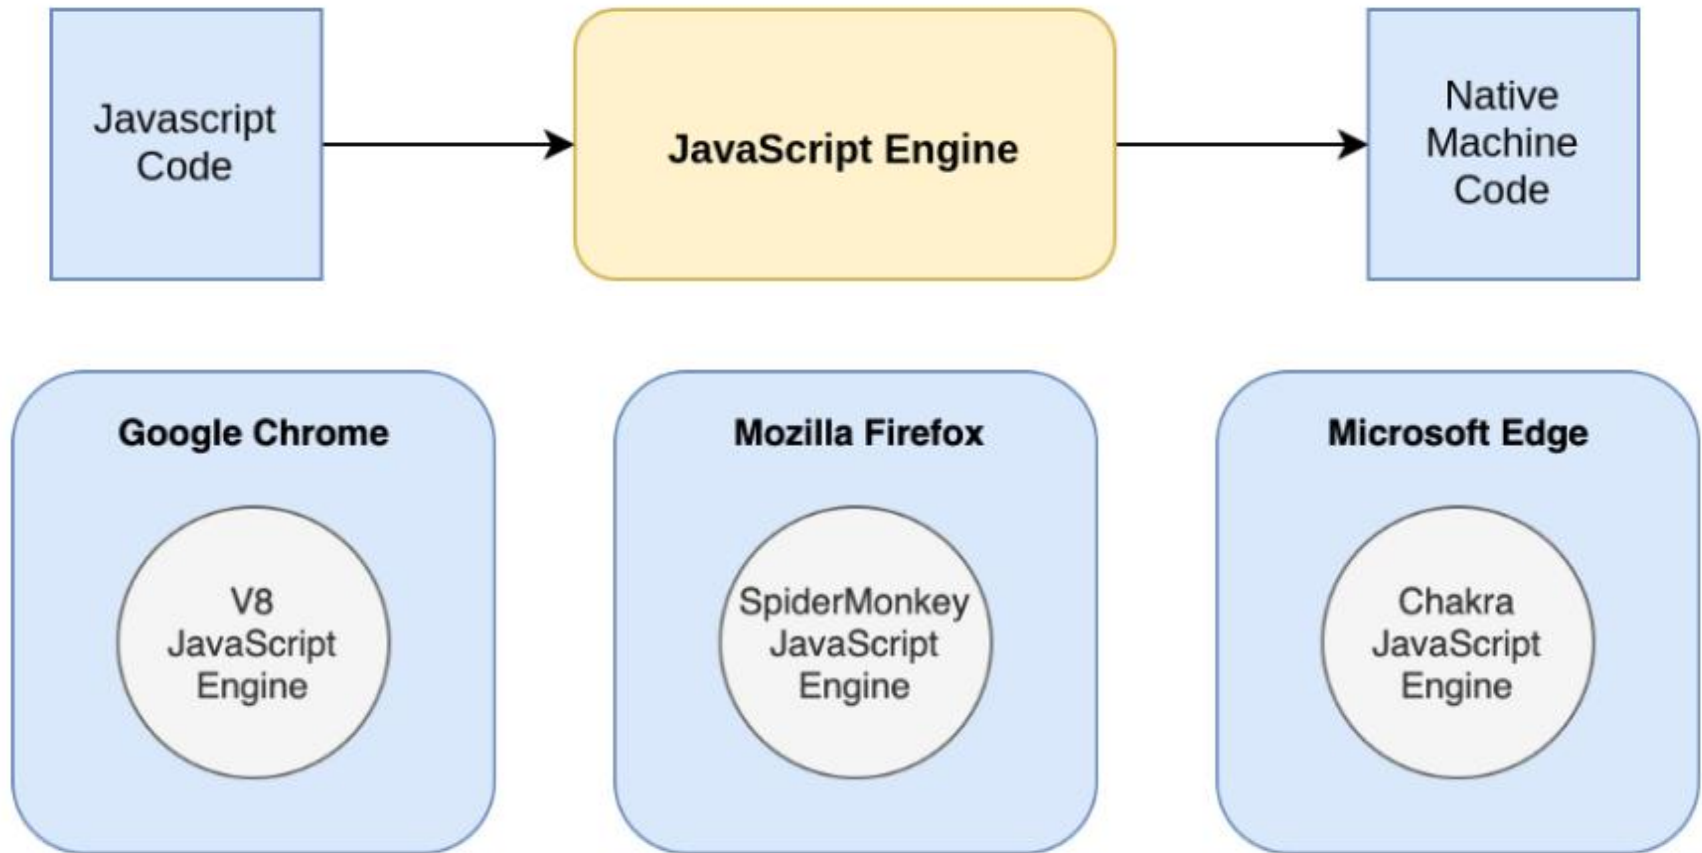 Javascript
Code
JavaScript Engine
Native
Machine
Code
Google Chrome
V8
JavaScript
Engine
Mozilla Firefox
SpiderMonkey
JavaScript
Engine
Microsoft Edge
Chakra
JavaScript
Engine